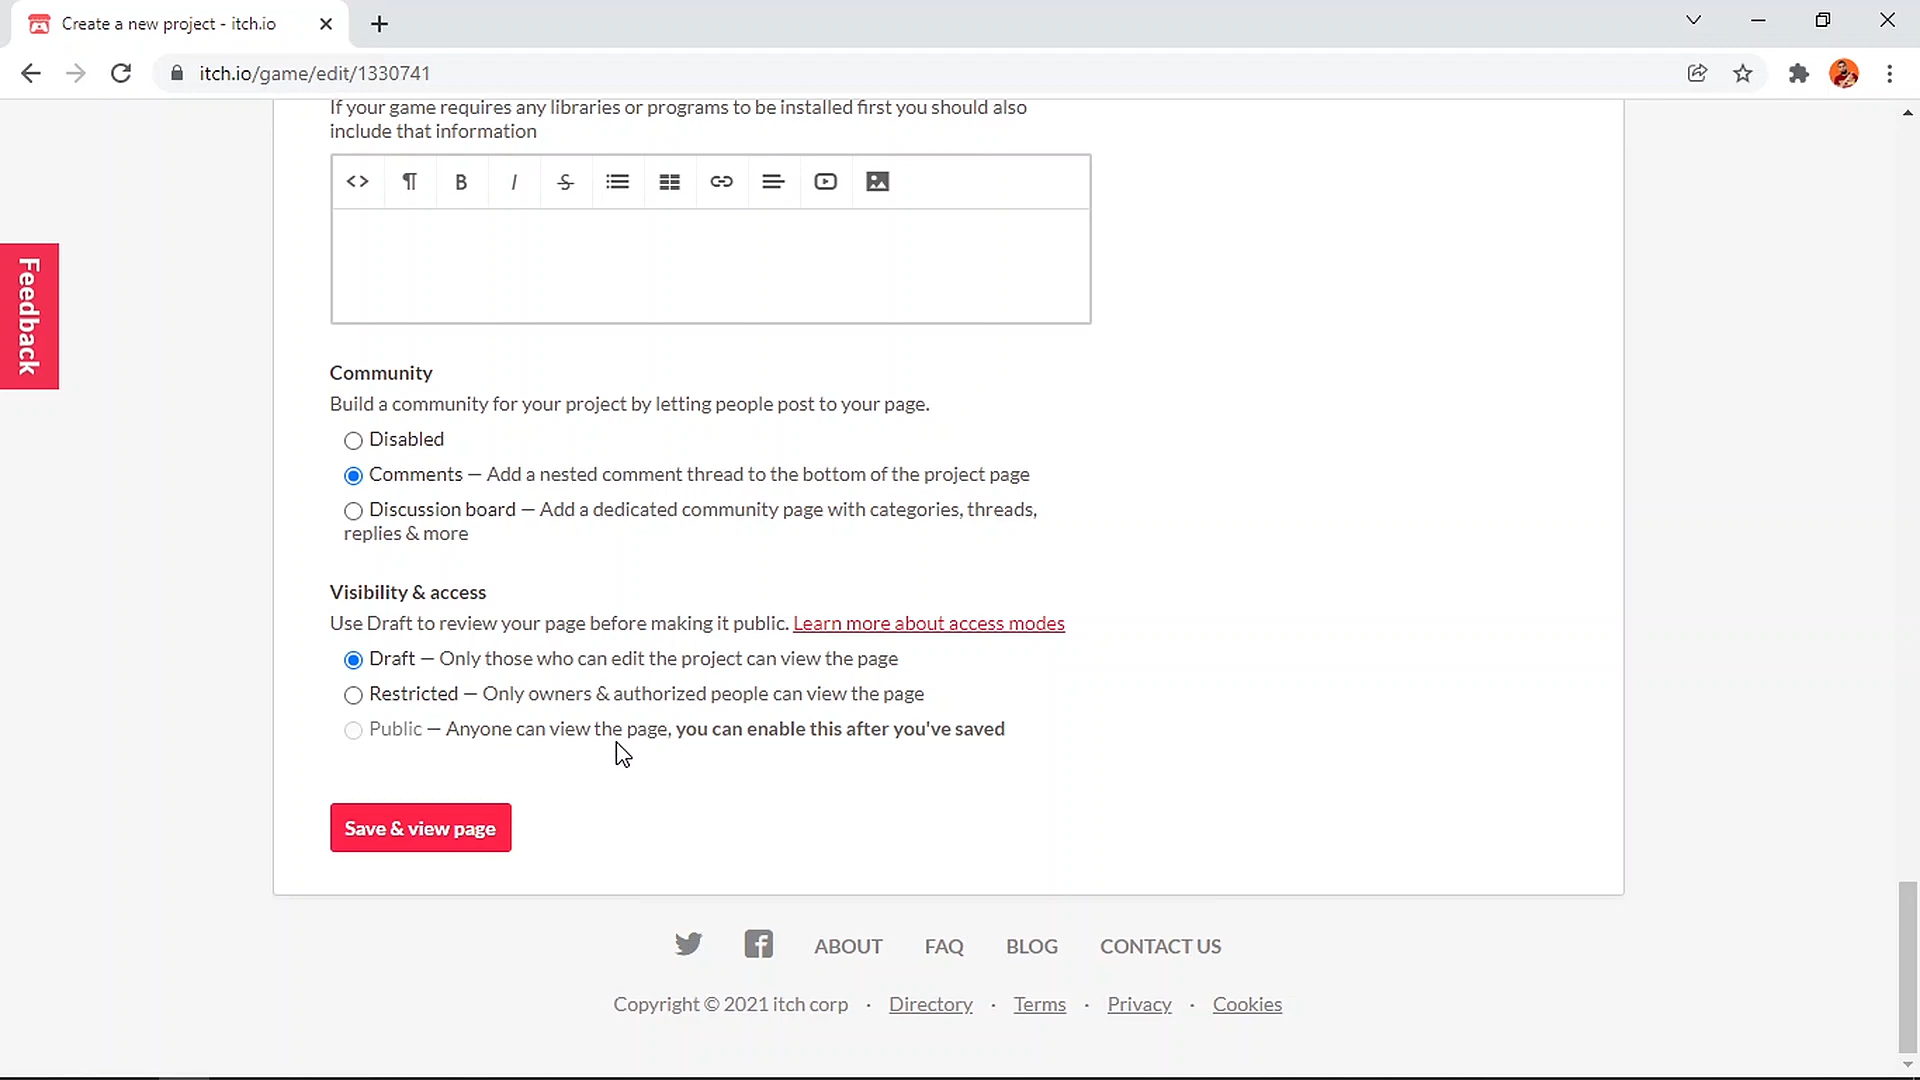 Create a new project - itch.io
itch.io/game/edit/1330741
If your game requires any libraries or programs to be installed first you should also
include that information
Feedback
Community
Build a community for your project by letting people post to your page.
Disabled
Comments — Add a nested comment thread to the bottom of the project page
Discussion board — Add a dedicated community page with categories, threads,
replies & more
Visibility & access
Use Draft to review your page before making it public. Learn more about access modes
Draft — Only those who can edit the project can view the page
Restricted — Only owners & authorized people can view the page
Public — Anyone can view the page, you can enable this after you've saved
Save & view page
ABOUT FAQ BLOG CONTACT US
Copyright © 2021 itch corp · Directory · Terms · Privacy · Cookies